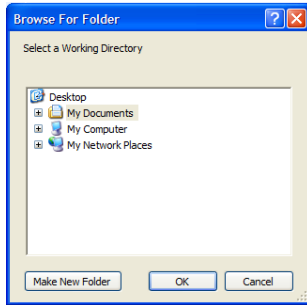 Browse For Folder
Select a Working Directory
Desktop
My Documents
My Computer
My Network Places
Make New Folder OK Cancel